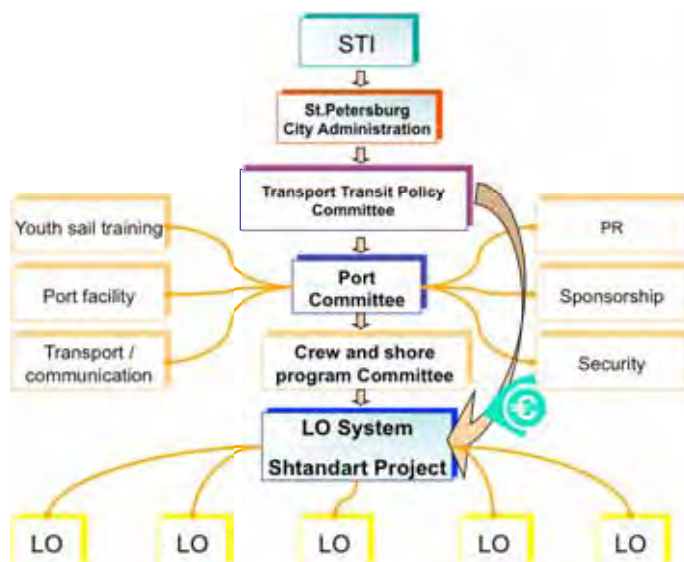 STI
St.Petersburg
City Administration
Transport Transit Policy
Committee
Youth sail training
PR
Port facility
Port
Committee
Sponsorship
Transport /
communication
Crew and shore
program Committee
Security
€
LO System
Shtandart Project
LO
LO
LO
LO
LO